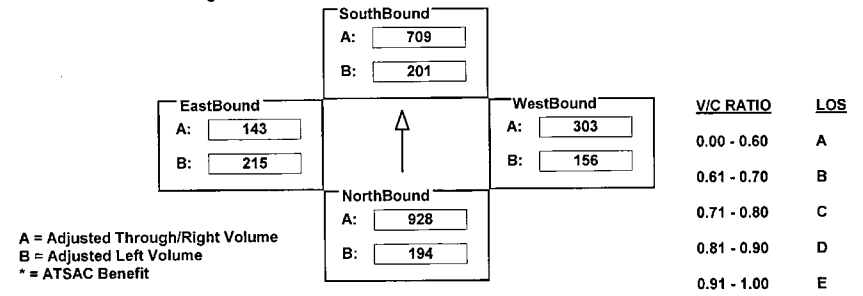 SouthBound
A: 709
B: 201
EastBound
A: 143
B: 215
WestBound
A: 303
B: 156
NorthBound
A: 928
B: 194
A = Adjusted Through/Right Volume
B = Adjusted Left Volume
* = ATSAC Benefit
V/C RATIO LOS
0.00 - 0.60 A
0.61 - 0.70 B
0.71 - 0.80 C
0.81 - 0.90 D
0.91 - 1.00 E